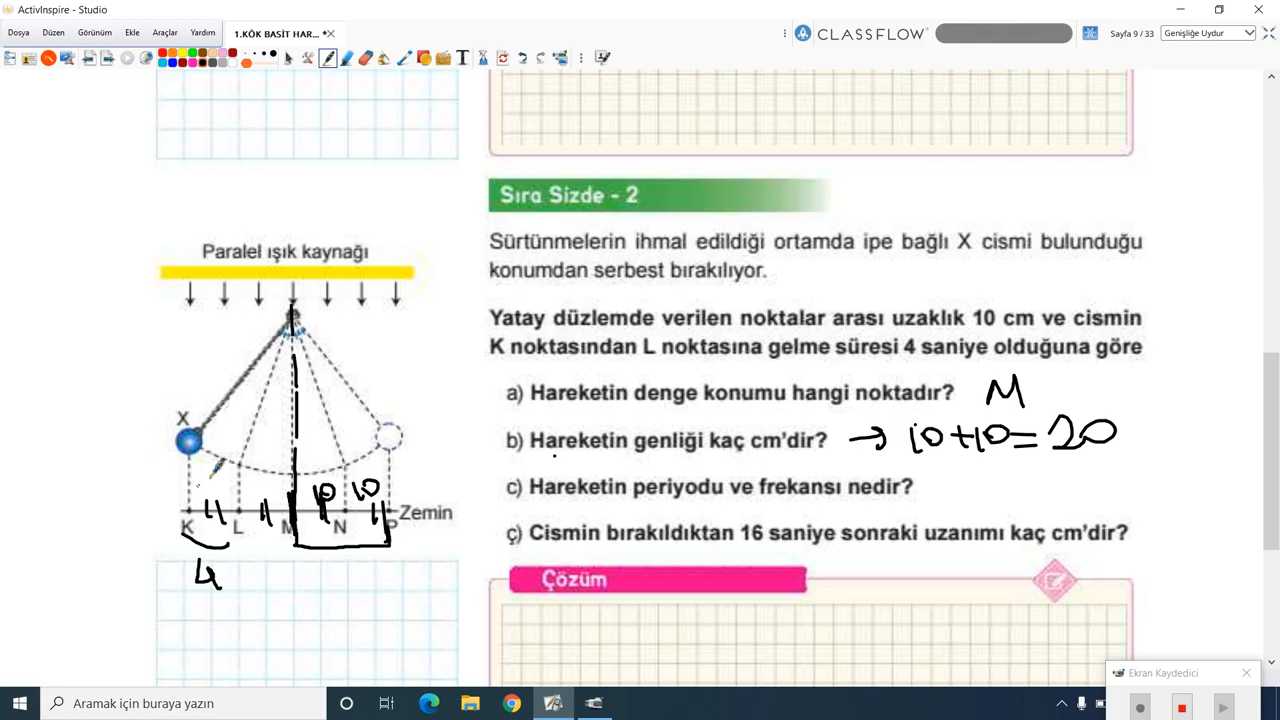 ActivInspire - Studio
Dosya Düzen Görünüm Ekle Araçlar Yardım
1.KÖK BASİT HAR... *
CLASSFLOW
Sayfa 9 / 33
Genişliğe Uydur
Sıra Sizde - 2
Sürtünmelerin ihmal edildiği ortamda ipe bağlı X cismi bulunduğu
konumdan serbest bırakılıyor.
Yatay düzlemde verilen noktalar arası uzaklık 10 cm ve cismin
K noktasından L noktasına gelme süresi 4 saniye olduğuna göre
a) Hareketin denge konumu hangi noktadır? M
b) Hareketin genliği kaç cm'dir? → 10+10=20
c) Hareketin periyodu ve frekansı nedir?
ç) Cismin bırakıldıktan 16 saniye sonraki uzanımı kaç cm'dir?
Çözüm
Paralel ışık kaynağı
X
10 10
K L M N P Zemin
4
Ekran Kaydedici
Aramak için buraya yazın